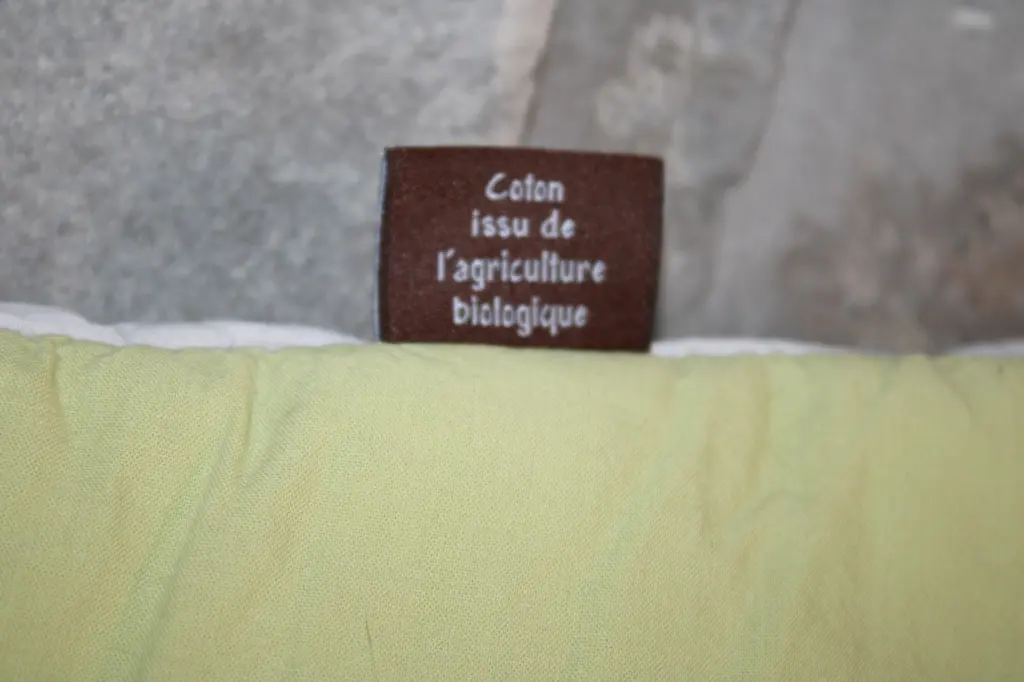 Coton
issu de
l'agriculture
biologique